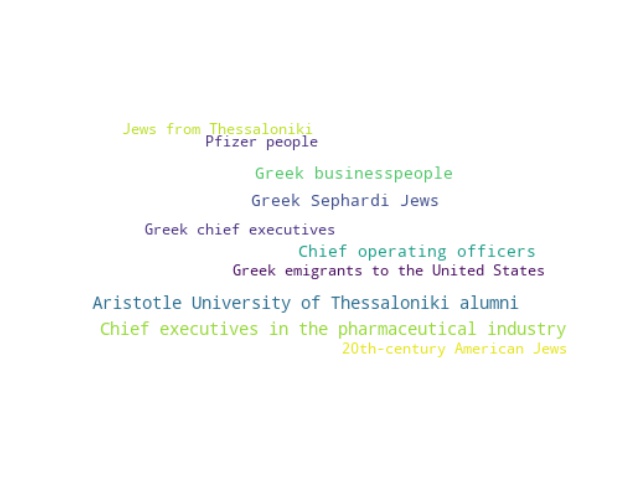 Jews from Thessaloniki
Pfizer people
Greek businesspeople
Greek Sephardi Jews
Greek chief executives
Chief operating officers
Greek emigrants to the United States
Aristotle University of Thessaloniki alumni
Chief executives in the pharmaceutical industry
20th-century American Jews